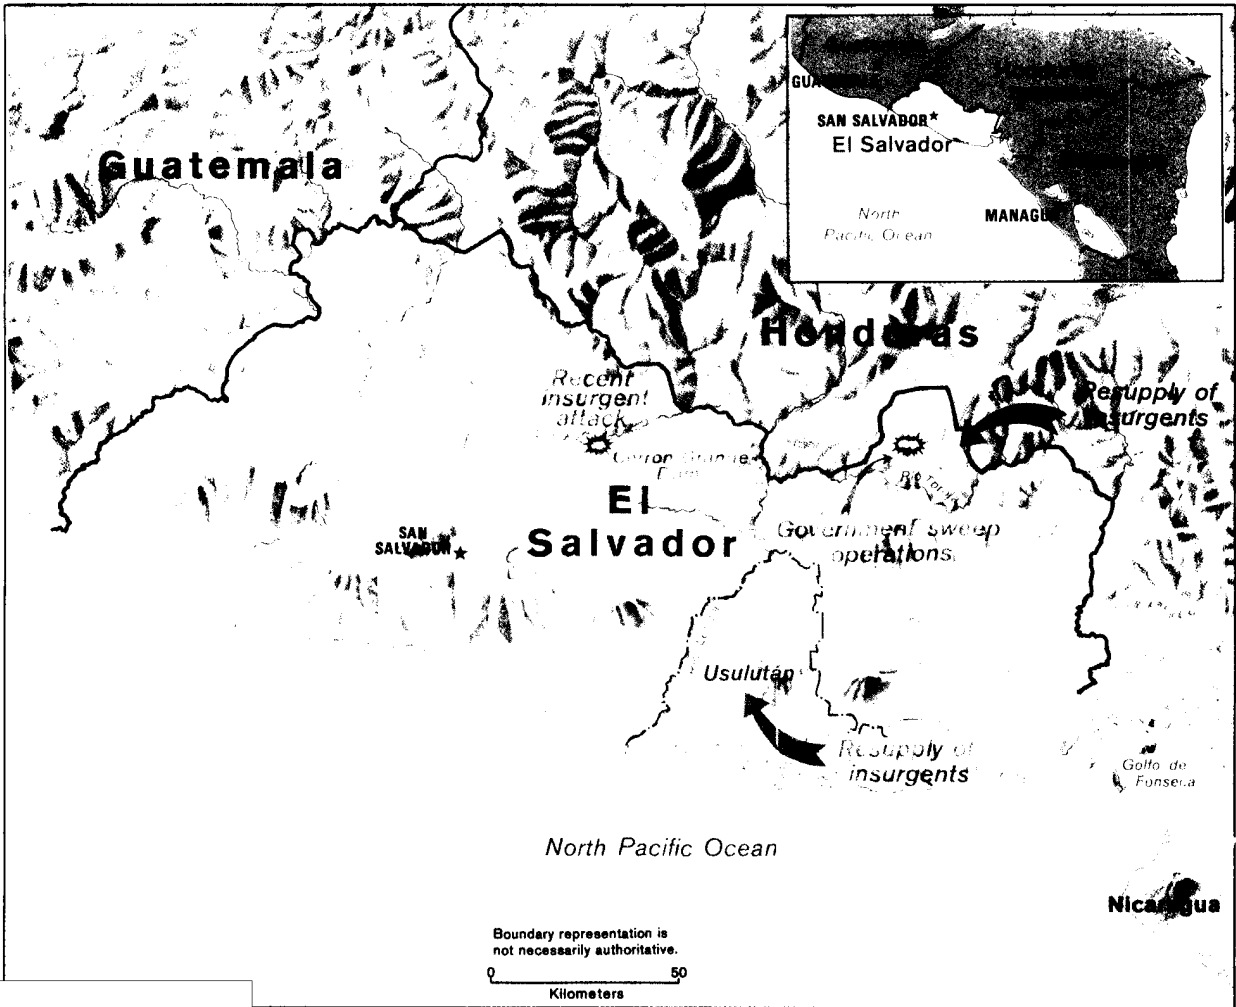 Guatemala
SAN SALVADOR
El Salvador
North
Pacific Ocean
MANAGUA
Honduras
Recent
insurgent
attack
Resupply of
insurgents
Cerron Grande
El
Salvador
SAN
SALVADOR
Government sweep
operations
Usulután
Resupply of
insurgents
Golfo de
Fonseca
North Pacific Ocean
Nicaragua
Boundary representation is
not necessarily authoritative.
0 50
Kilometers